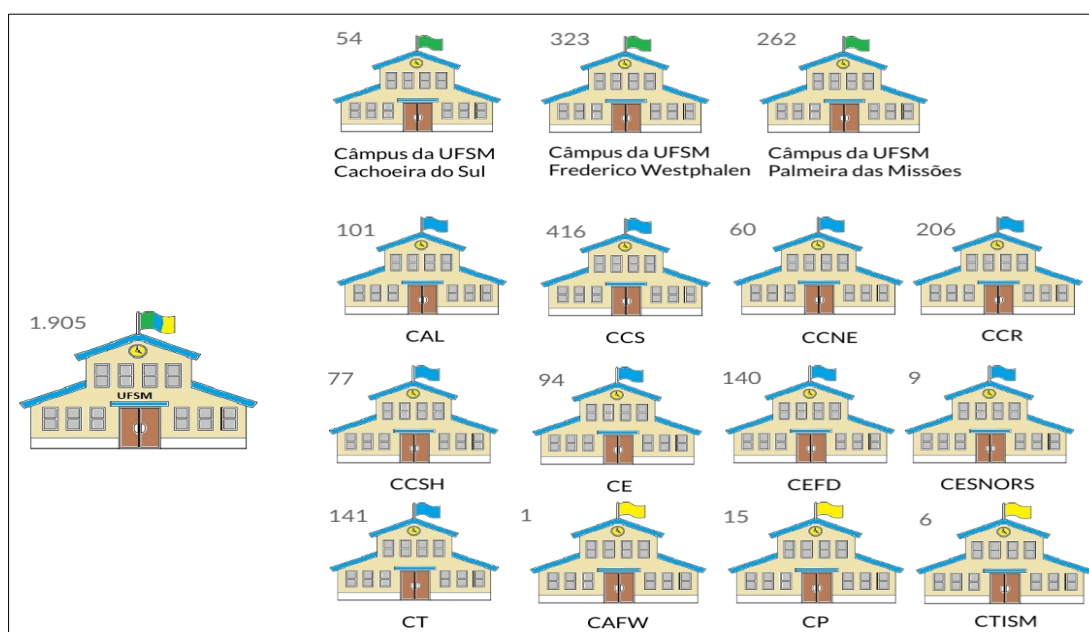 54
323
262
Câmpus da UFSM
Cachoeira do Sul
Câmpus da UFSM
Frederico Westphalen
Câmpus da UFSM
Palmeira das Missões
101
416
60
206
CAL
CCS
CCNE
CCR
1.905
UFSM
77
94
140
9
CCSH
CE
CEFD
CESNORS
141
1
15
6
CT
CAFW
CP
CTISM